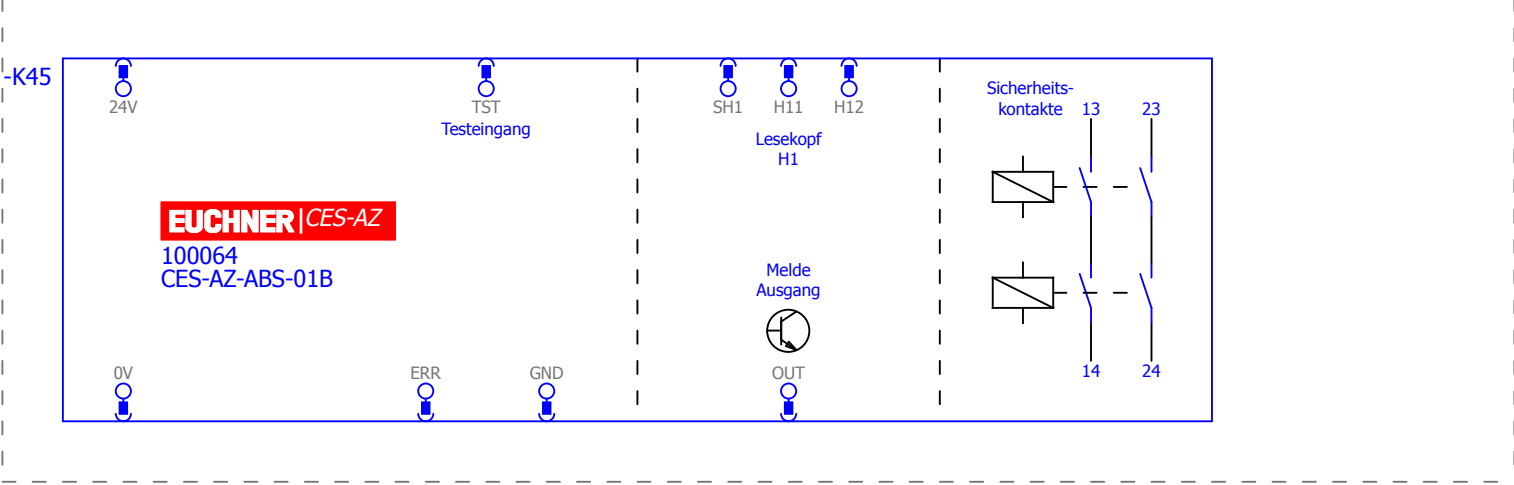 -K45
24V
TST
Testeingang
SH1
H11
H12
Lesekopf
H1
Sicherheits-
kontakte
13
23
EUCHNER|CES-AZ
100064
CES-AZ-ABS-01B
Melde
Ausgang
0V
ERR
GND
OUT
14
24